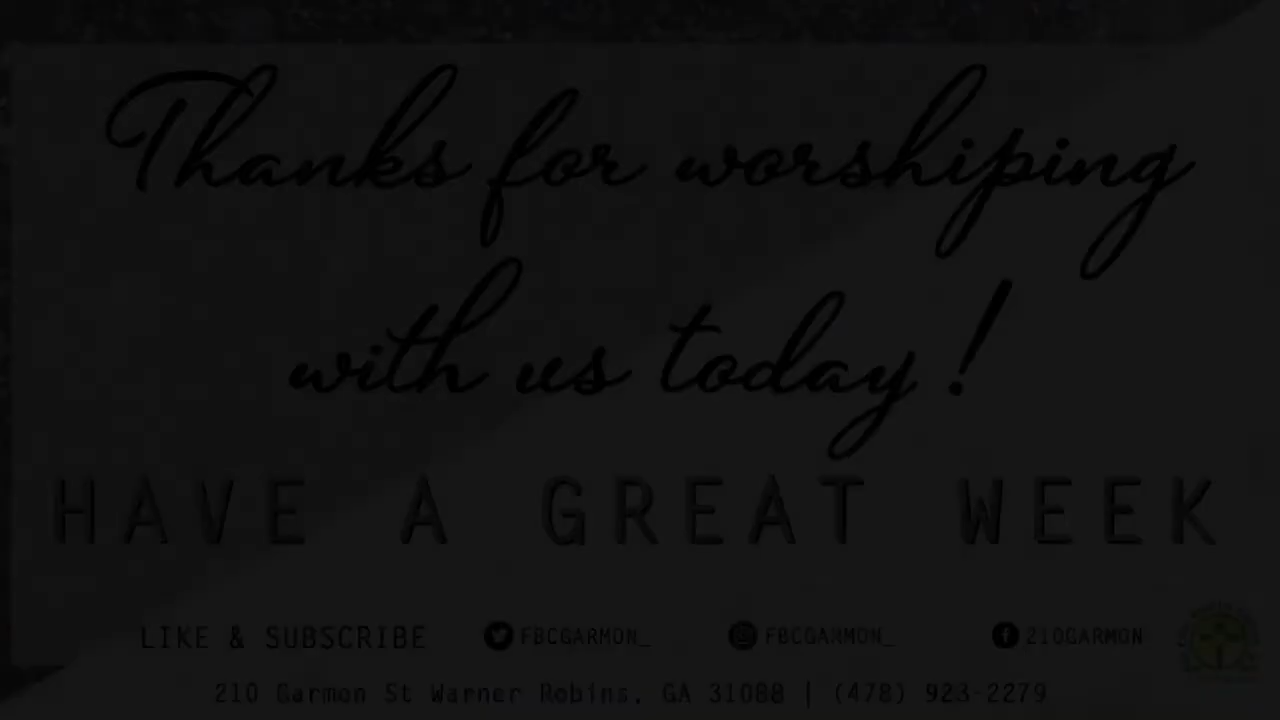 Thanks for worshiping
with us today!
HAVE A GREAT WEEK
LIKE & SUBSCRIBE FBCGARMON_ FBCGARMON_ 210GARMON
210 Garmon St Warner Robins, GA 31088 | (478) 923-2279